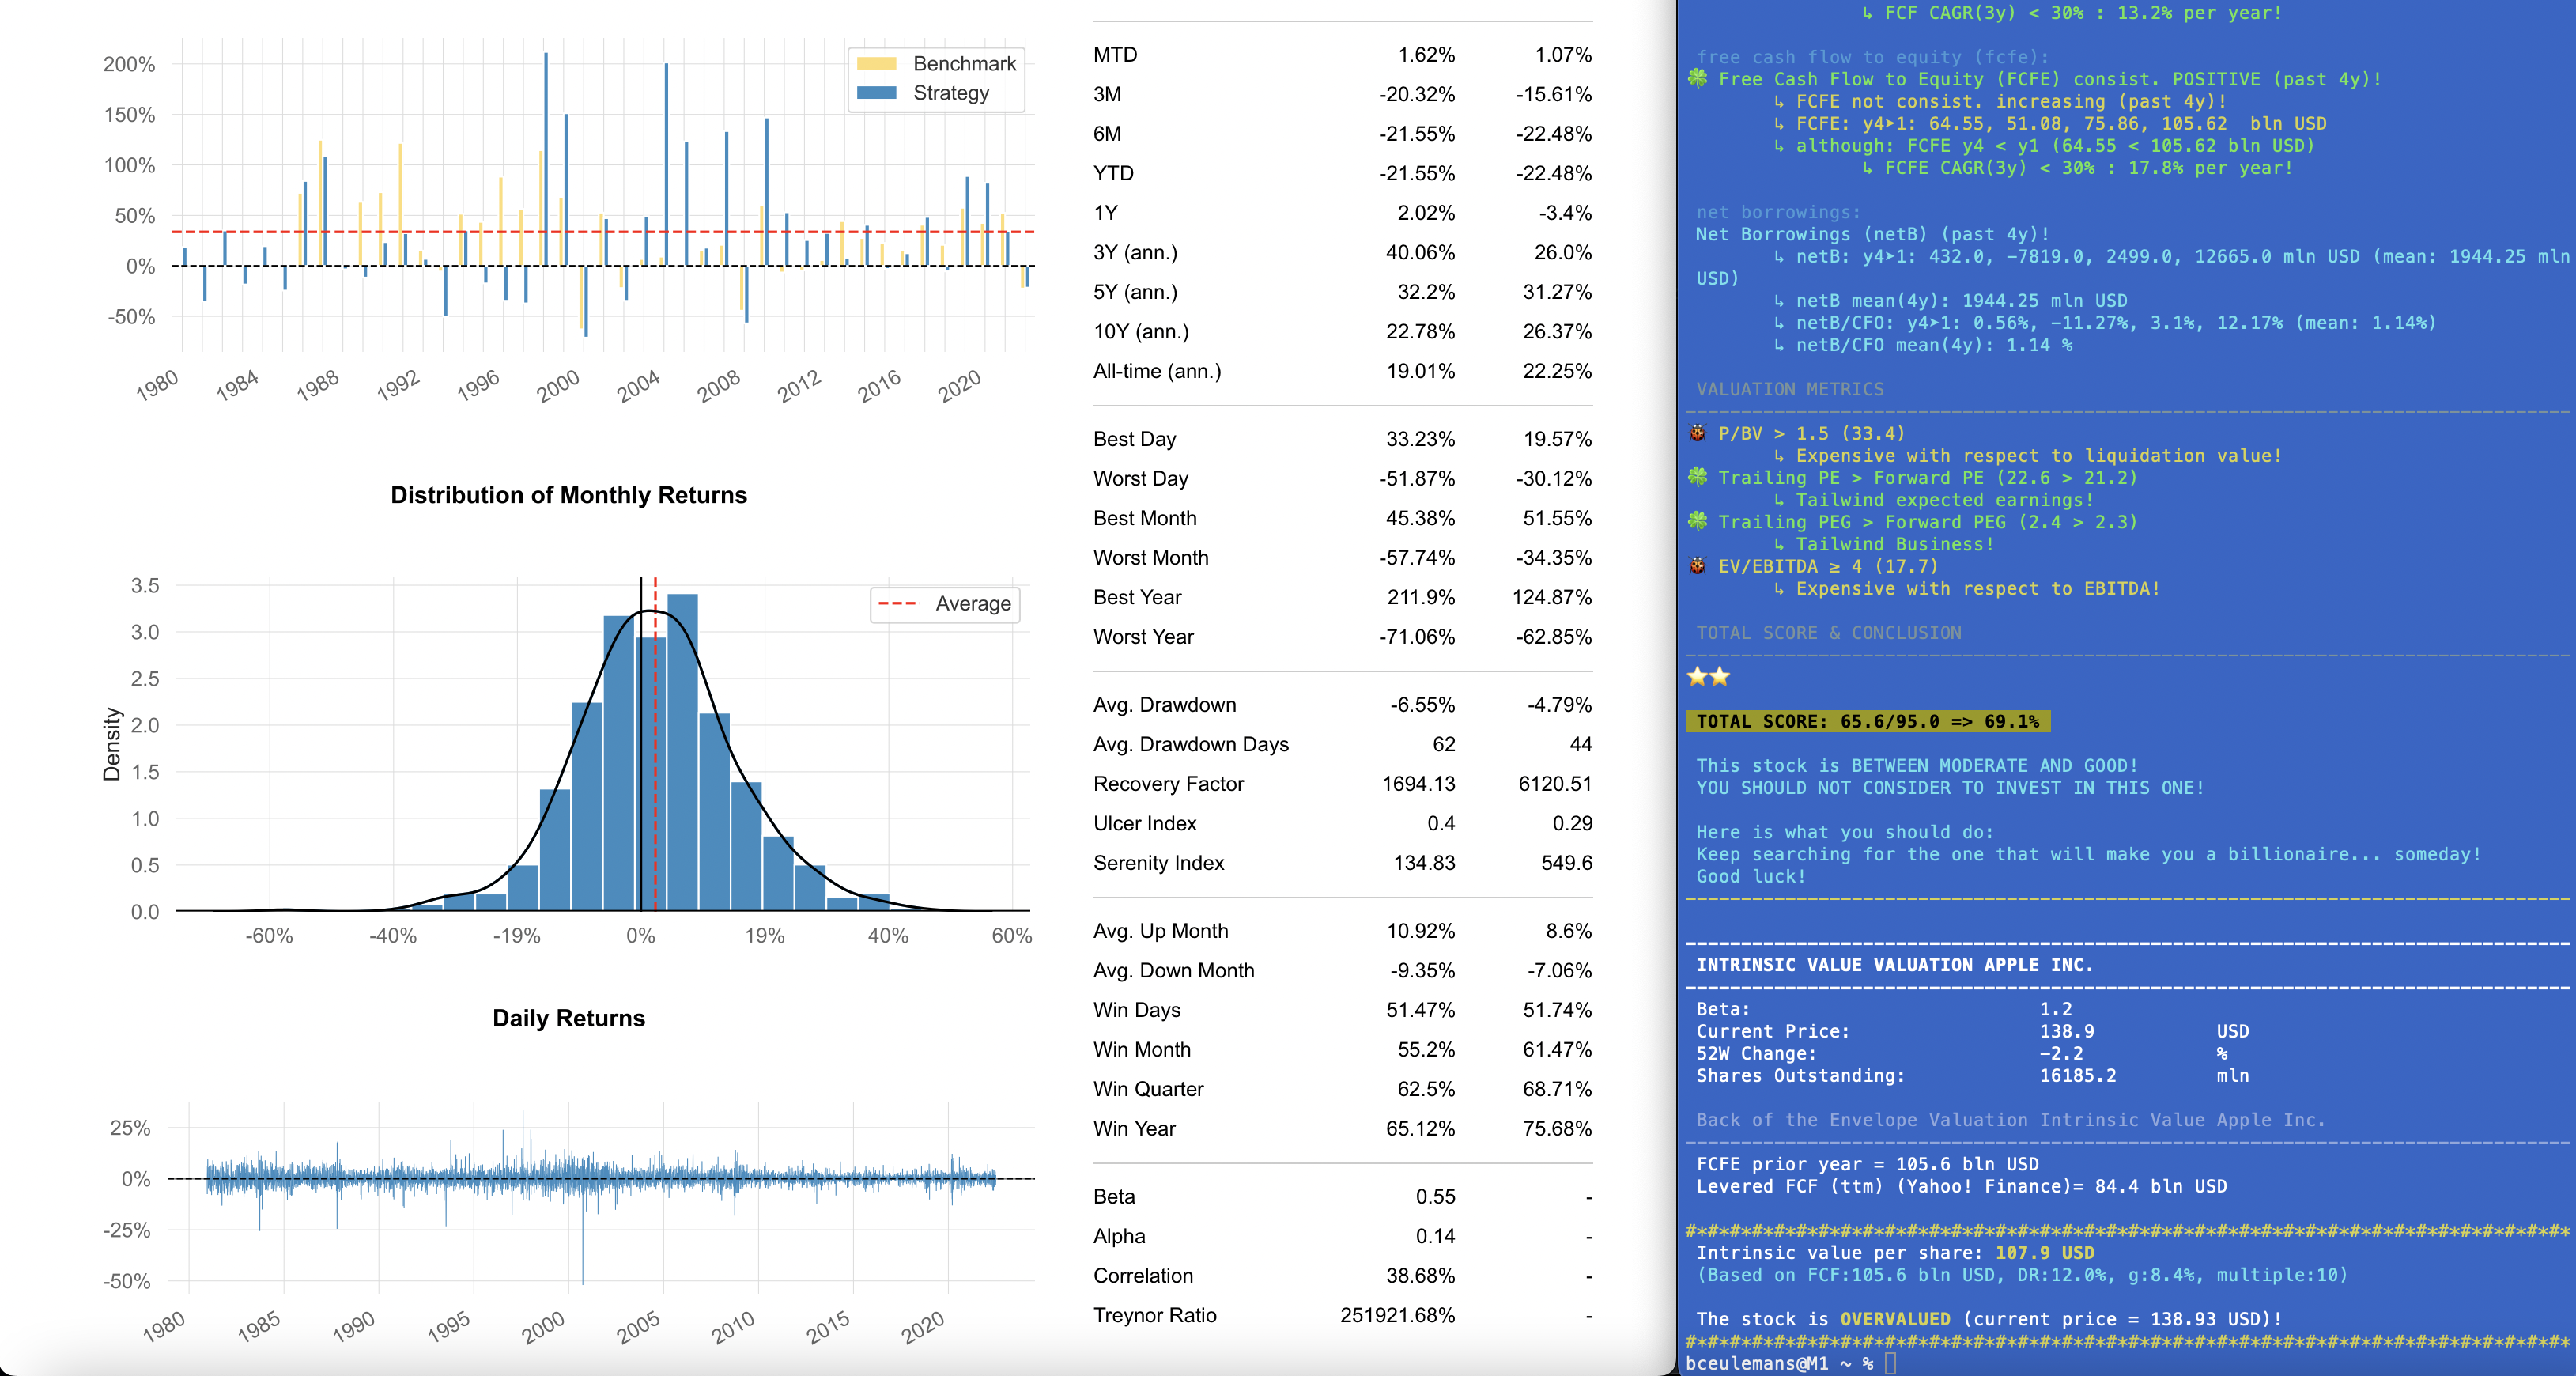 200%
150%
100%
50%
0%
-50%
Benchmark
Strategy
1980 1984 1988 1992 1996 2000 2004 2008 2012 2016 2020
Distribution of Monthly Returns
Density
3.5
3.0
2.5
2.0
1.5
1.0
0.5
0.0
Average
-60% -40% -19% 0% 19% 40% 60%
Daily Returns
25%
0%
-25%
-50%
1980 1985 1990 1995 2000 2005 2010 2015 2020
MTD 1.62% 1.07%
3M -20.32% -15.61%
6M -21.55% -22.48%
YTD -21.55% -22.48%
1Y 2.02% -3.4%
3Y (ann.) 40.06% 26.0%
5Y (ann.) 32.2% 31.27%
10Y (ann.) 22.78% 26.37%
All-time (ann.) 19.01% 22.25%
Best Day 33.23% 19.57%
Worst Day -51.87% -30.12%
Best Month 45.38% 51.55%
Worst Month -57.74% -34.35%
Best Year 211.9% 124.87%
Worst Year -71.06% -62.85%
Avg. Drawdown -6.55% -4.79%
Avg. Drawdown Days 62 44
Recovery Factor 1694.13 6120.51
Ulcer Index 0.4 0.29
Serenity Index 134.83 549.6
Avg. Up Month 10.92% 8.6%
Avg. Down Month -9.35% -7.06%
Win Days 51.47% 51.74%
Win Month 55.2% 61.47%
Win Quarter 62.5% 68.71%
Win Year 65.12% 75.68%
Beta 0.55 -
Alpha 0.14 -
Correlation 38.68% -
Treynor Ratio 251921.68% -
↳ FCF CAGR(3y) < 30% : 13.2% per year!
free cash flow to equity (fcfe):
🍀 Free Cash Flow to Equity (FCFE) consist. POSITIVE (past 4y)!
↳ FCFE not consist. increasing (past 4y)!
↳ FCFE: y4➤1: 64.55, 51.08, 75.86, 105.62 bln USD
↳ although: FCFE y4 < y1 (64.55 < 105.62 bln USD)
↳ FCFE CAGR(3y) < 30% : 17.8% per year!
net borrowings:
Net Borrowings (netB) (past 4y)!
↳ netB: y4➤1: 432.0, -7819.0, 2499.0, 12665.0 mln USD (mean: 1944.25 mln
USD)
↳ netB mean(4y): 1944.25 mln USD
↳ netB/CFO: y4➤1: 0.56%, -11.27%, 3.1%, 12.17% (mean: 1.14%)
↳ netB/CFO mean(4y): 1.14 %
VALUATION METRICS
🐞 P/BV > 1.5 (33.4)
↳ Expensive with respect to liquidation value!
🍀 Trailing PE > Forward PE (22.6 > 21.2)
↳ Tailwind expected earnings!
🍀 Trailing PEG > Forward PEG (2.4 > 2.3)
↳ Tailwind Business!
🐞 EV/EBITDA ≥ 4 (17.7)
↳ Expensive with respect to EBITDA!
TOTAL SCORE & CONCLUSION
⭐⭐
TOTAL SCORE: 65.6/95.0 => 69.1%
This stock is BETWEEN MODERATE AND GOOD!
YOU SHOULD NOT CONSIDER TO INVEST IN THIS ONE!
Here is what you should do:
Keep searching for the one that will make you a billionaire... someday!
Good luck!
INTRINSIC VALUE VALUATION APPLE INC.
Beta: 1.2
Current Price: 138.9 USD
52W Change: -2.2 %
Shares Outstanding: 16185.2 mln
Back of the Envelope Valuation Intrinsic Value Apple Inc.
FCFE prior year = 105.6 bln USD
Levered FCF (ttm) (Yahoo! Finance)= 84.4 bln USD
#*#*#*#*#*#*#*#*#*#*#*#*#*#*#*#*#*#*#*#*#*#*#*#*#*#*#*#*#*#*#*#*#*#*#*#*#*#*#*#*
Intrinsic value per share: 107.9 USD
(Based on FCF:105.6 bln USD, DR:12.0%, g:8.4%, multiple:10)
The stock is OVERVALUED (current price = 138.93 USD)!
#*#*#*#*#*#*#*#*#*#*#*#*#*#*#*#*#*#*#*#*#*#*#*#*#*#*#*#*#*#*#*#*#*#*#*#*#*#*#*#*
bceulemans@M1 ~ %